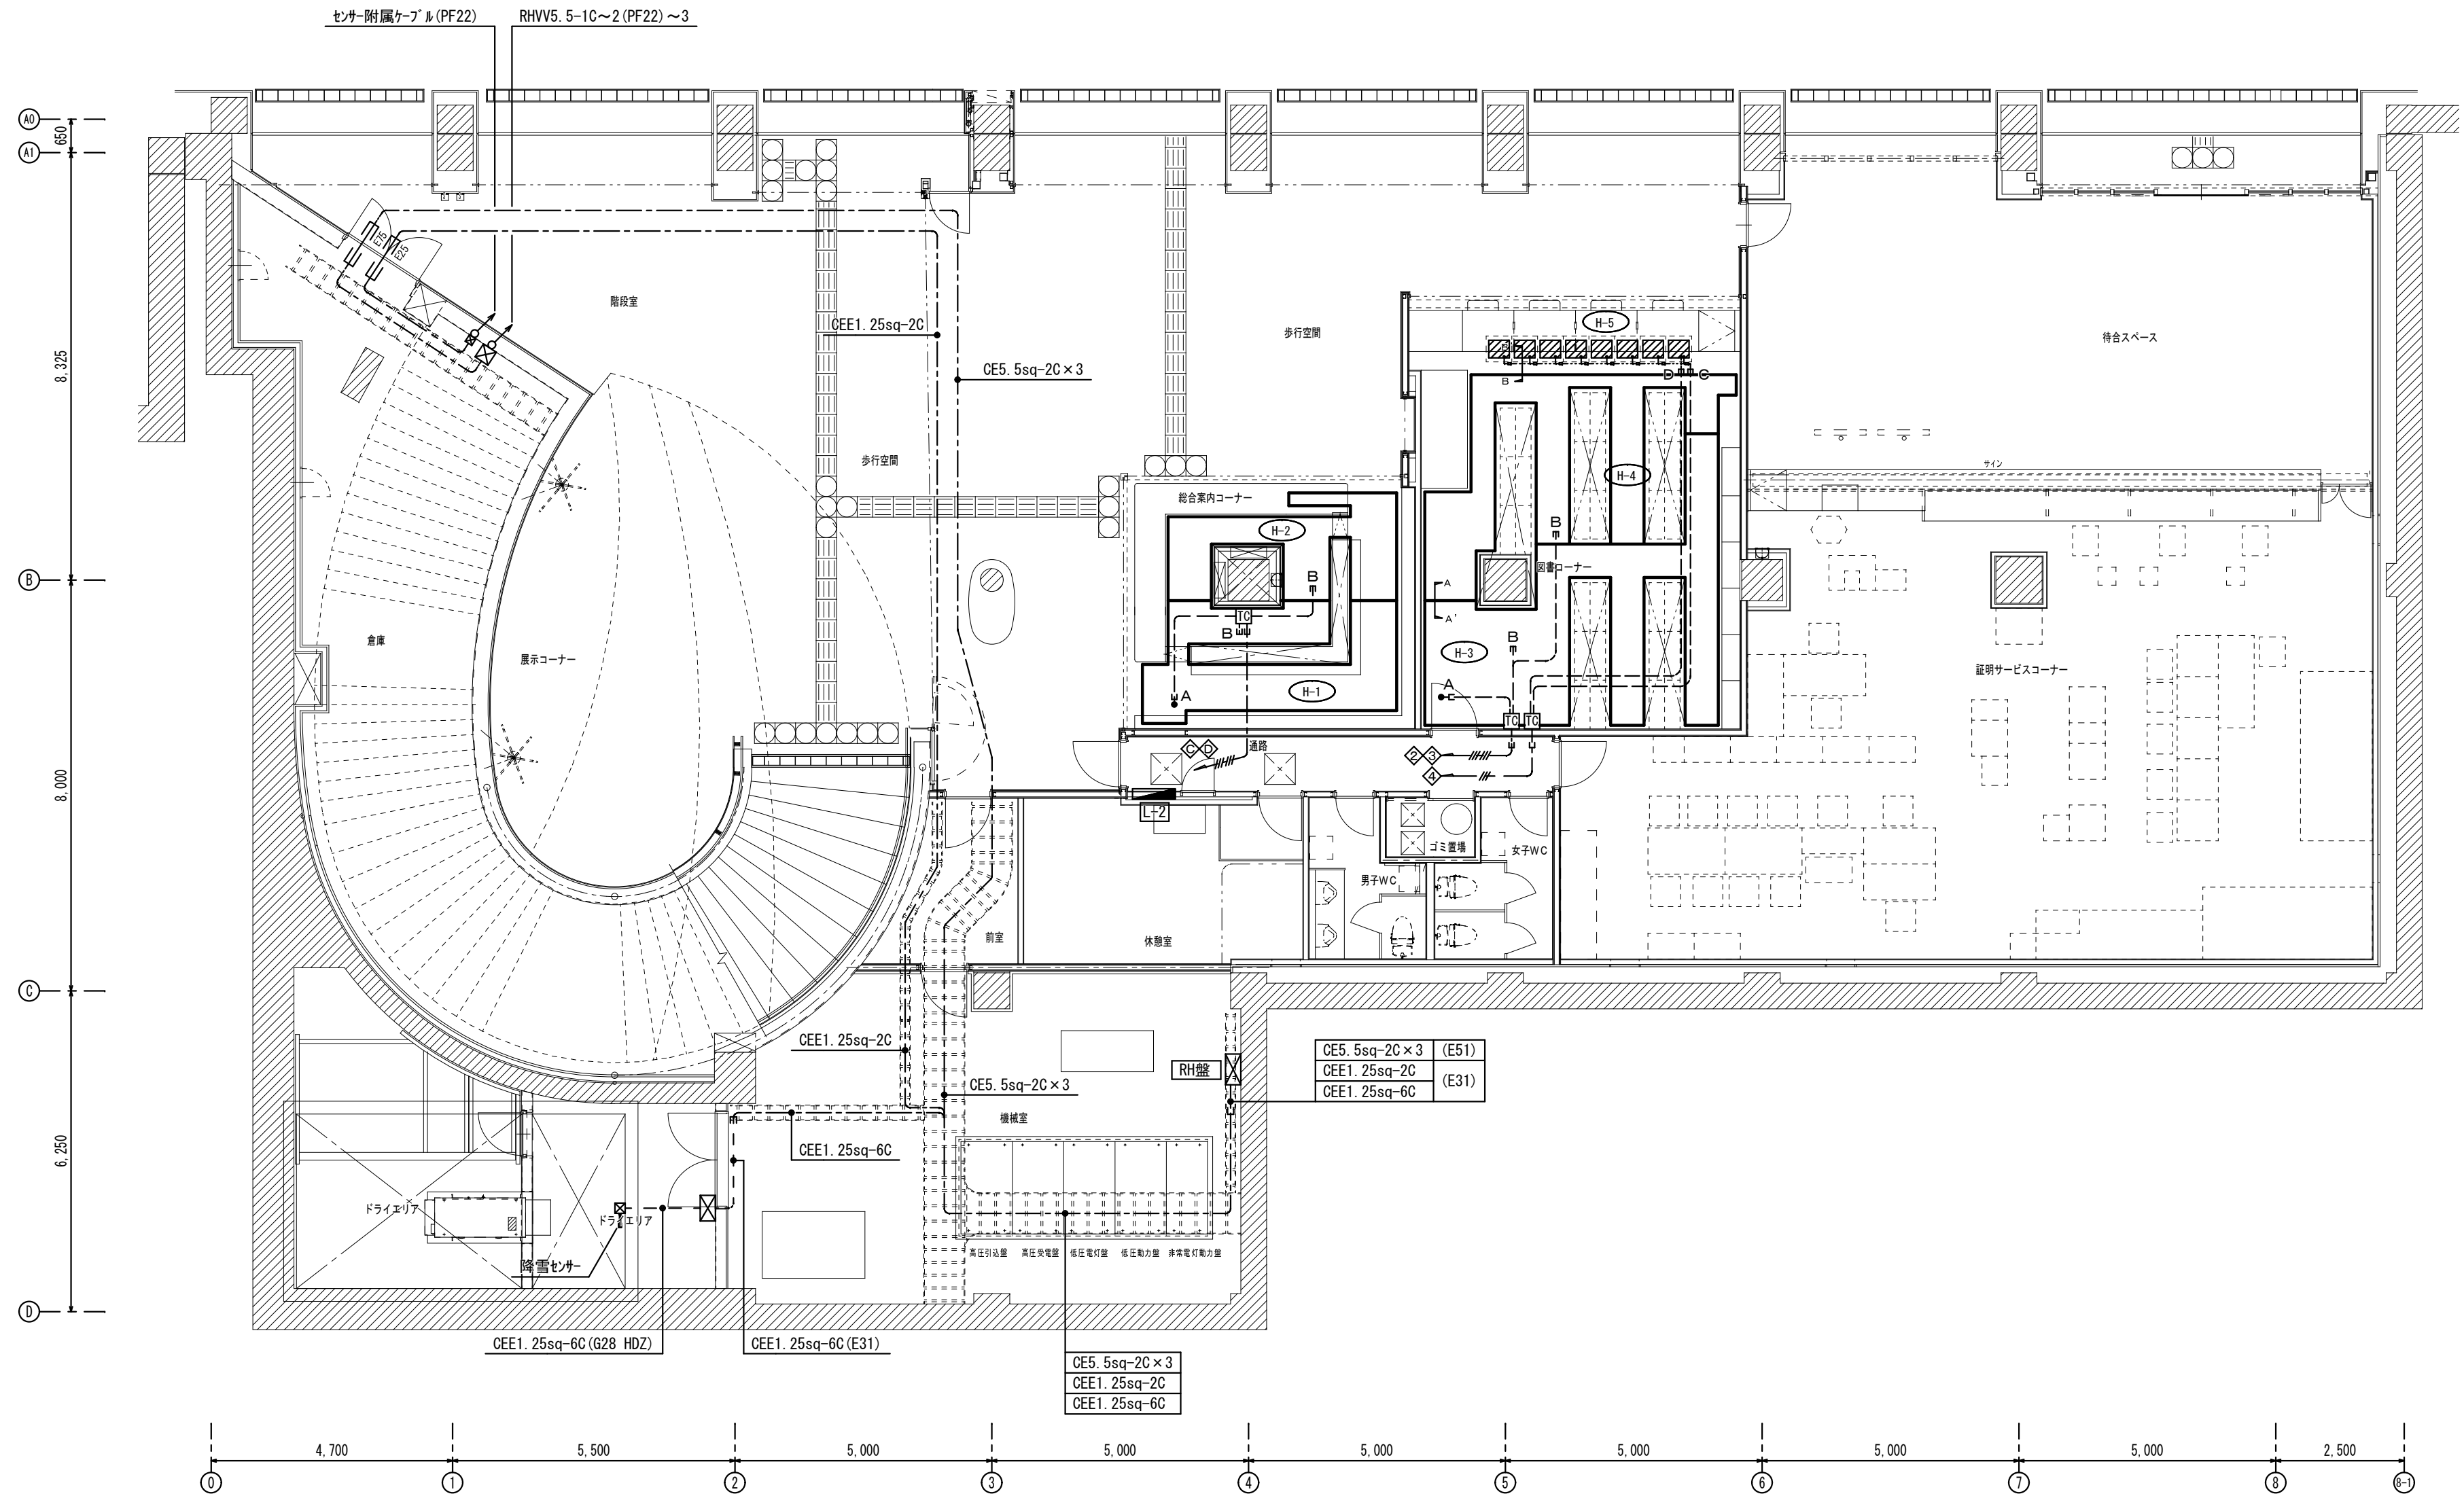 センサー附属ケーブル(PF22)
RHVV5.5-1C～2(PF22)～3
A0
650
A1
E75
E25
階段室
CEE1.25sq-2C
歩行空間
H-5
待合スペース
8,325
CE5.5sq-2C×3
B
B
D
C
歩行空間
サイン
総合案内コーナー
H-4
H-2
B
B
図書コーナー
B
A
A'
TC
B
B
倉庫
展示コーナー
H-3
証明サービスコーナー
A
H-1
A
TC
TC
C
D
通路
2
3
4
8,000
L-2
ゴミ置場
女子WC
男子WC
前室
休憩室
C
CEE1.25sq-2C
RH盤
CE5.5sq-2C×3
(E51)
CEE1.25sq-2C
(E31)
CEE1.25sq-6C
CE5.5sq-2C×3
機械室
6,250
CEE1.25sq-6C
ドライエリア
ドライエリア
高圧引込盤
高圧受電盤
低圧電灯盤
低圧動力盤
非常電灯動力盤
降雪センサー
D
CEE1.25sq-6C(G28 HDZ)
CEE1.25sq-6C(E31)
CE5.5sq-2C×3
CEE1.25sq-2C
CEE1.25sq-6C
4,700
5,500
5,000
5,000
5,000
5,000
5,000
5,000
2,500
0
1
2
3
4
5
6
7
8
8-1